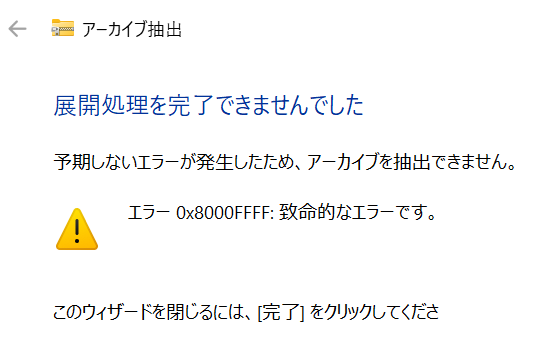 アーカイブ抽出
展開処理を完了できませんでした
予期しないエラーが発生したため、アーカイブを抽出できません。
エラー 0x8000FFFF: 致命的なエラーです。
このウィザードを閉じるには、[完了] をクリックしてくださ